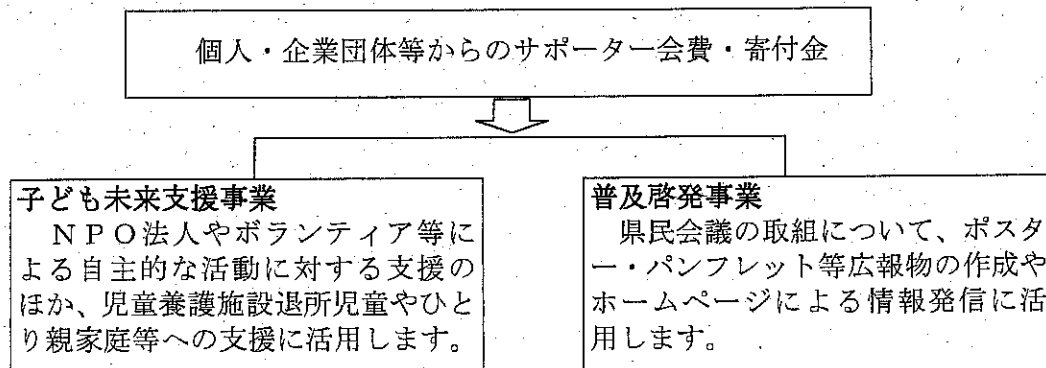 個人・企業団体等からのサポーター会費・寄付金
子ども未来支援事業
NPO法人やボランティア等に
よる自主的な活動に対する支援の
ほか、児童養護施設退所児童やひと
り親家庭等への支援に活用します。
普及啓発事業
県民会議の取組について、ポスタ
ー・パンフレット等広報物の作成や
ホームページによる情報発信に活
用します。